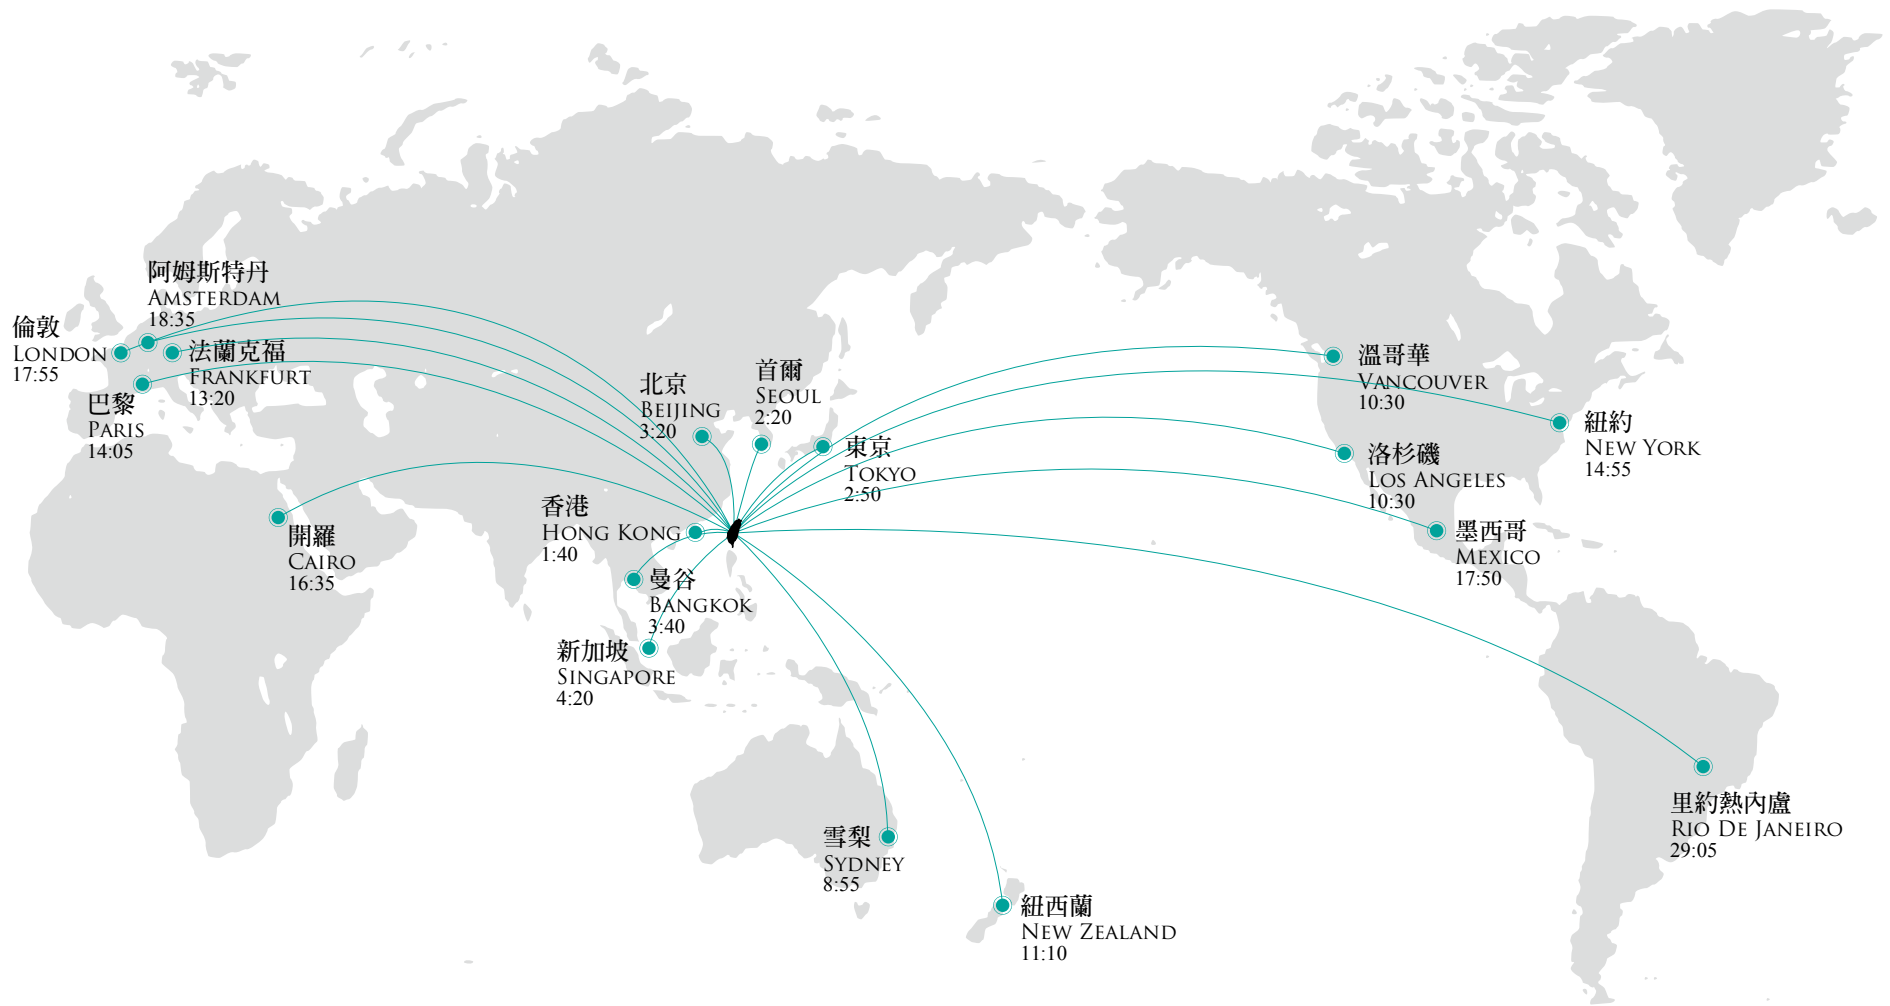 阿姆斯特丹
AMSTERDAM
18:35
倫敦
LONDON
17:55
法蘭克福
FRANKFURT
13:20
巴黎
PARIS
14:05
北京
BEIJING
3:20
首爾
SEOUL
2:20
東京
TOKYO
2:50
溫哥華
VANCOUVER
10:30
紐約
NEW YORK
14:55
洛杉磯
LOS ANGELES
10:30
香港
HONG KONG
1:40
開羅
CAIRO
16:35
墨西哥
MEXICO
17:50
曼谷
BANGKOK
3:40
新加坡
SINGAPORE
4:20
里約熱內盧
RIO DE JANEIRO
29:05
雪梨
SYDNEY
8:55
紐西蘭
NEW ZEALAND
11:10